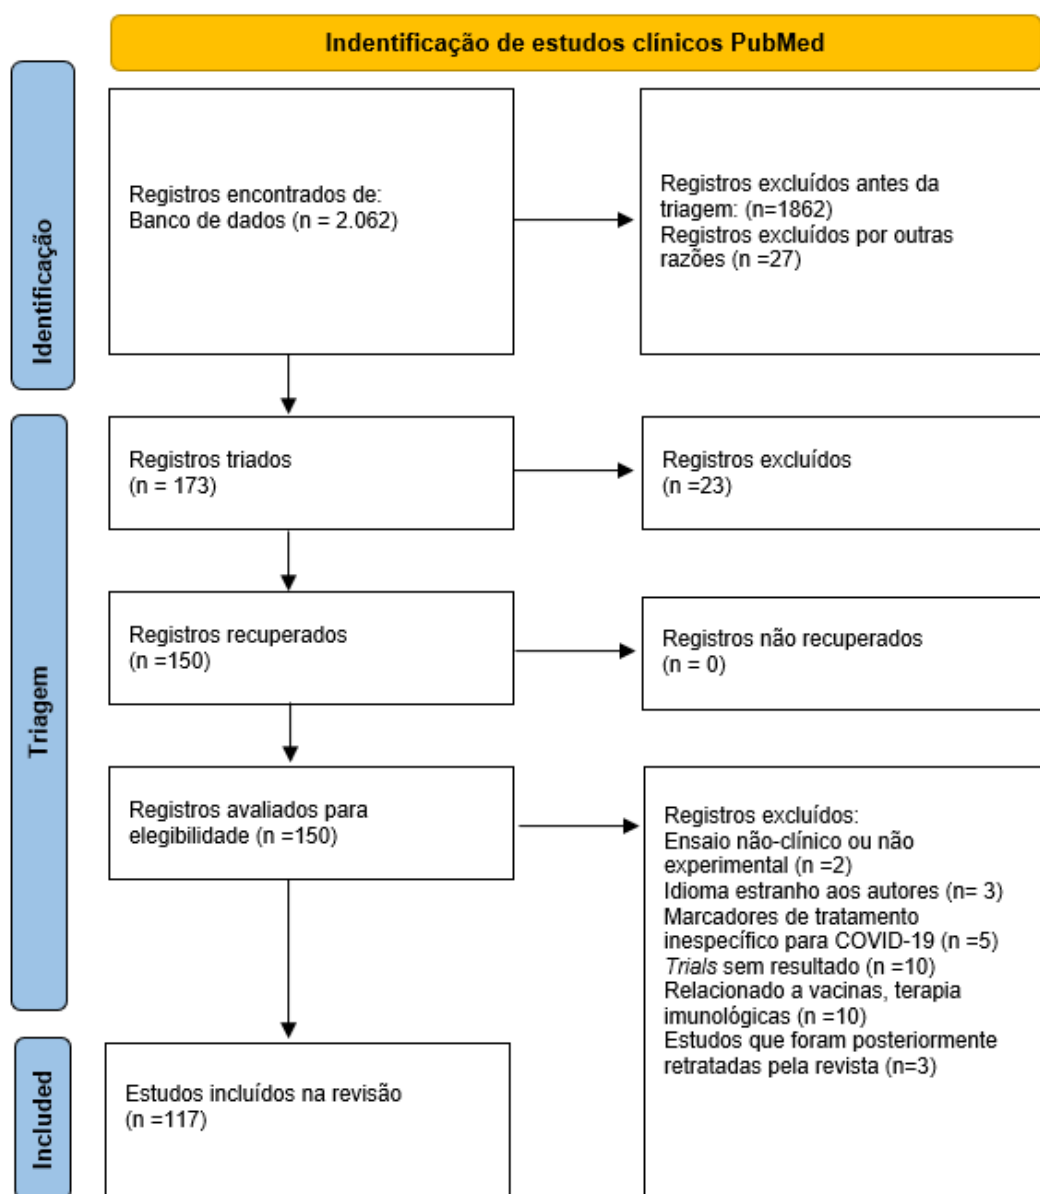 Indentificação de estudos clínicos PubMed
Identificação
Registros encontrados de:
Banco de dados (n = 2.062)
Registros excluídos antes da
triagem: (n=1862)
Registros excluídos por outras
razões (n =27)
Triagem
Registros triados
(n = 173)
Registros excluídos
(n =23)
Registros recuperados
(n =150)
Registros não recuperados
(n = 0)
Registros avaliados para
elegibilidade (n =150)
Registros excluídos:
Ensaio não-clínico ou não
experimental (n =2)
Idioma estranho aos autores (n= 3)
Marcadores de tratamento
inespecífico para COVID-19 (n =5)
Trials sem resultado (n =10)
Relacionado a vacinas, terapia
imunológicas (n =10)
Estudos que foram posteriormente
retratadas pela revista (n=3)
Included
Estudos incluídos na revisão
(n =117)